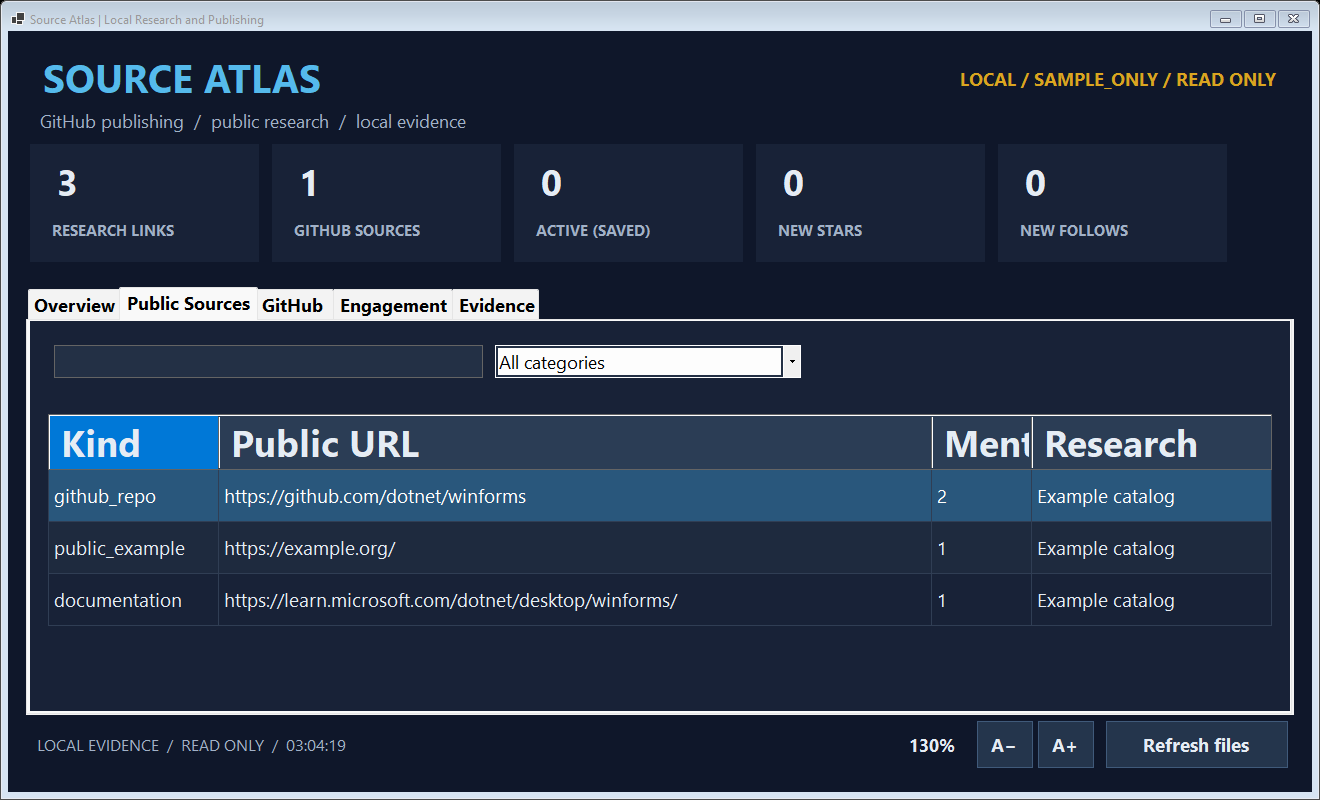 Source Atlas | Local Research and Publishing
SOURCE ATLAS
LOCAL / SAMPLE_ONLY / READ ONLY
GitHub publishing / public research / local evidence
3
RESEARCH LINKS
1
GITHUB SOURCES
0
ACTIVE (SAVED)
0
NEW STARS
0
NEW FOLLOWS
Overview Public Sources GitHub Engagement Evidence
All categories
Kind Public URL Ment Research
github_repo https://github.com/dotnet/winforms 2 Example catalog
public_example https://example.org/ 1 Example catalog
documentation https://learn.microsoft.com/dotnet/desktop/winforms/ 1 Example catalog
LOCAL EVIDENCE / READ ONLY / 03:04:19
130% A− A+ Refresh files